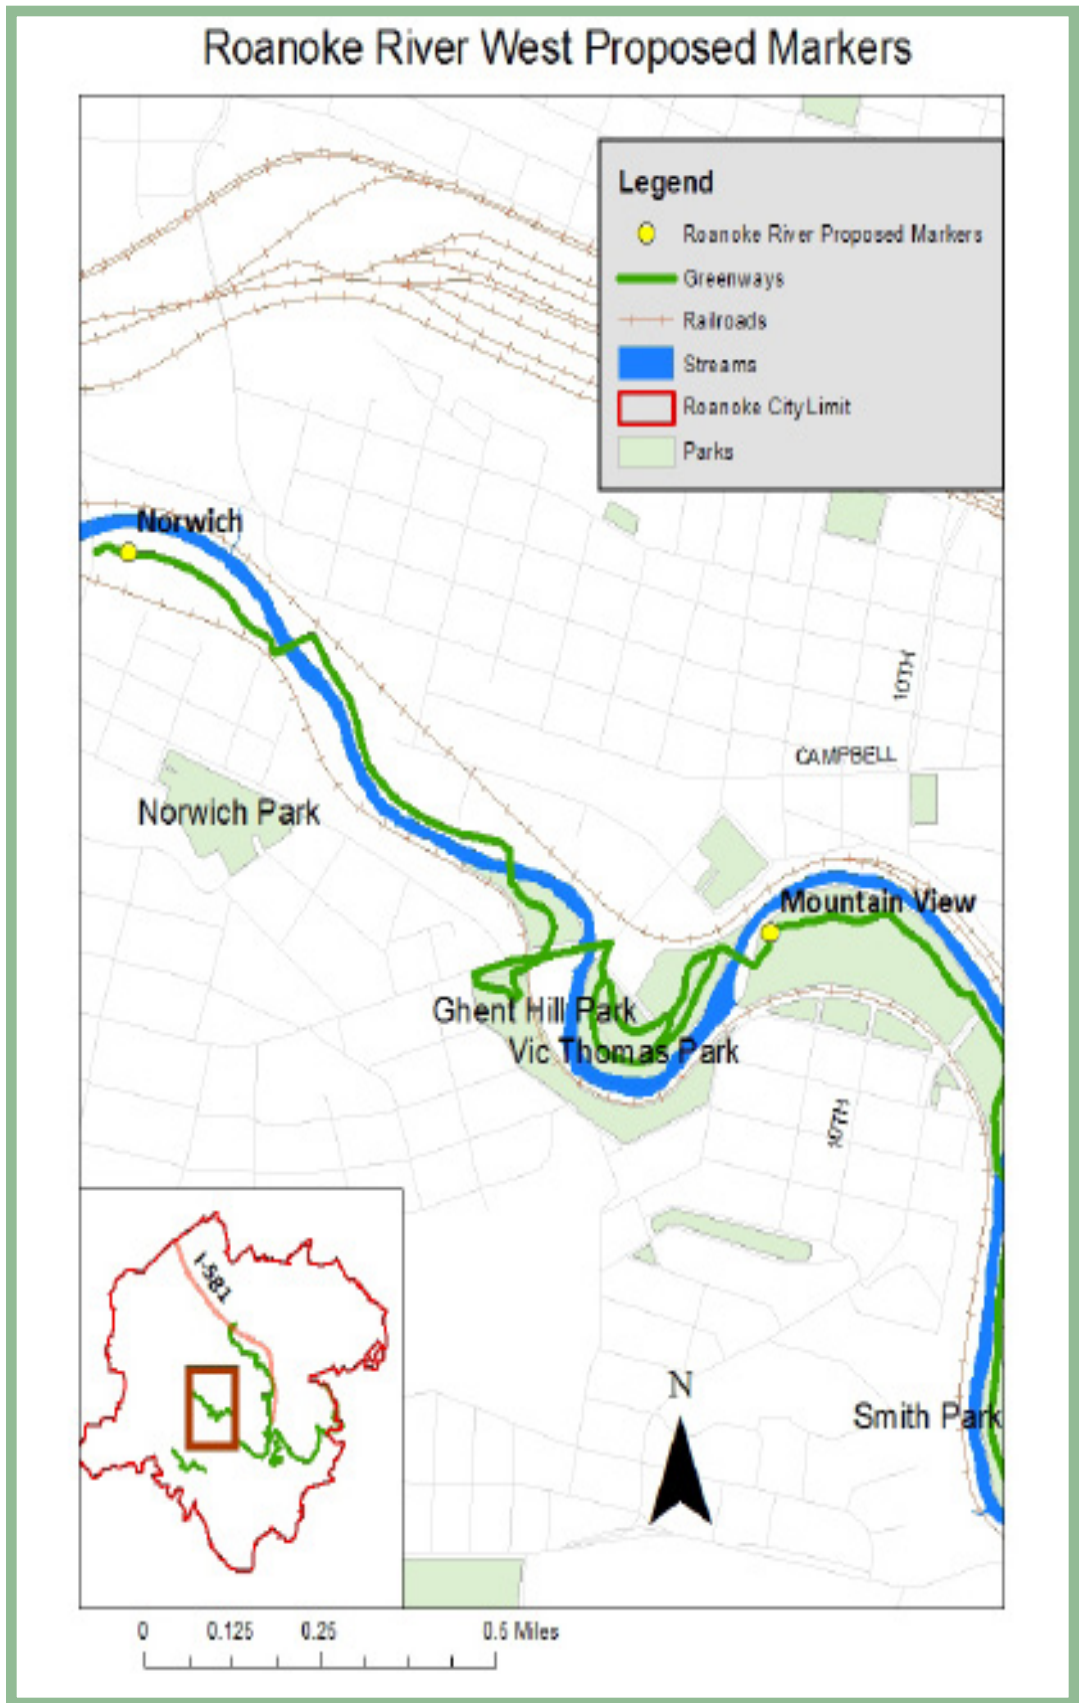 Roanoke River West Proposed Markers
Legend
Roanoke River Proposed Markers
Greenways
Railroads
Streams
Roanoke City Limit
Parks
Norwich
10TH
CAMPBELL
Norwich Park
Mountain View
Ghent Hill Park
Vic Thomas Park
10TH
I-581
N
Smith Park
0 0.125 0.25 0.5 Miles